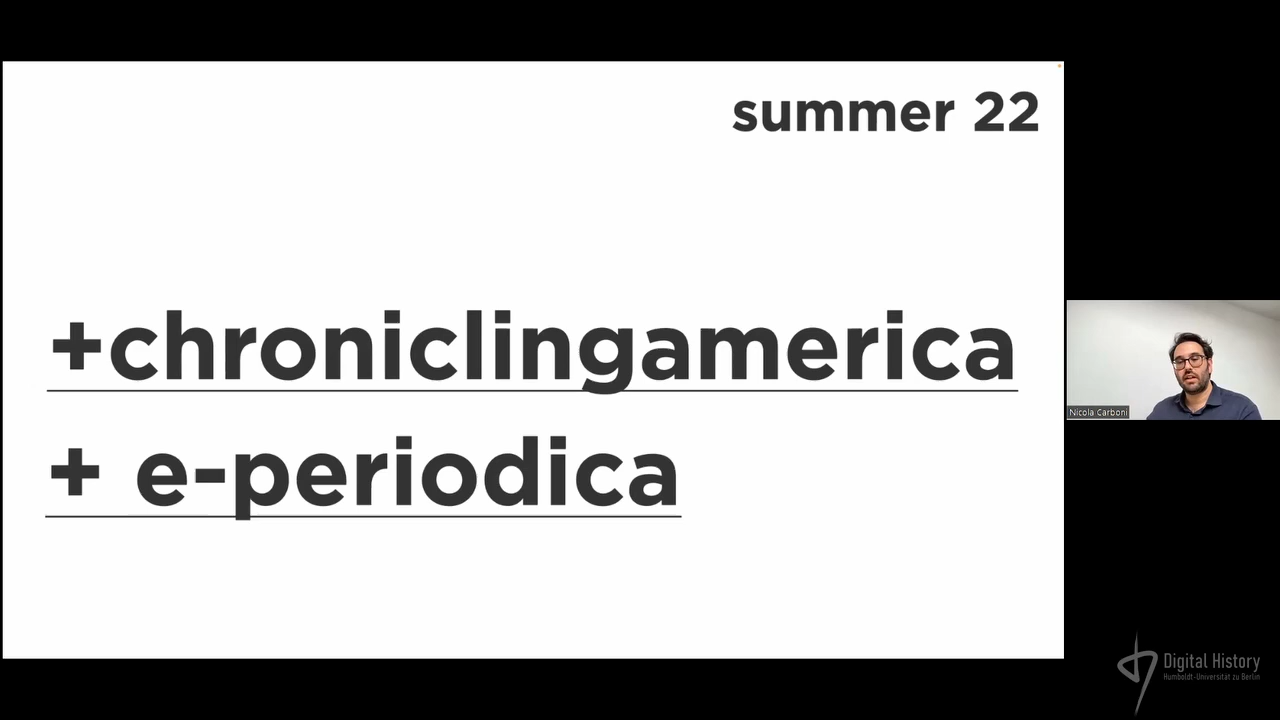 summer 22
+chroniclingamerica
+ e-periodica
Nicola Carboni
Digital History
Humboldt-Universität zu Berlin